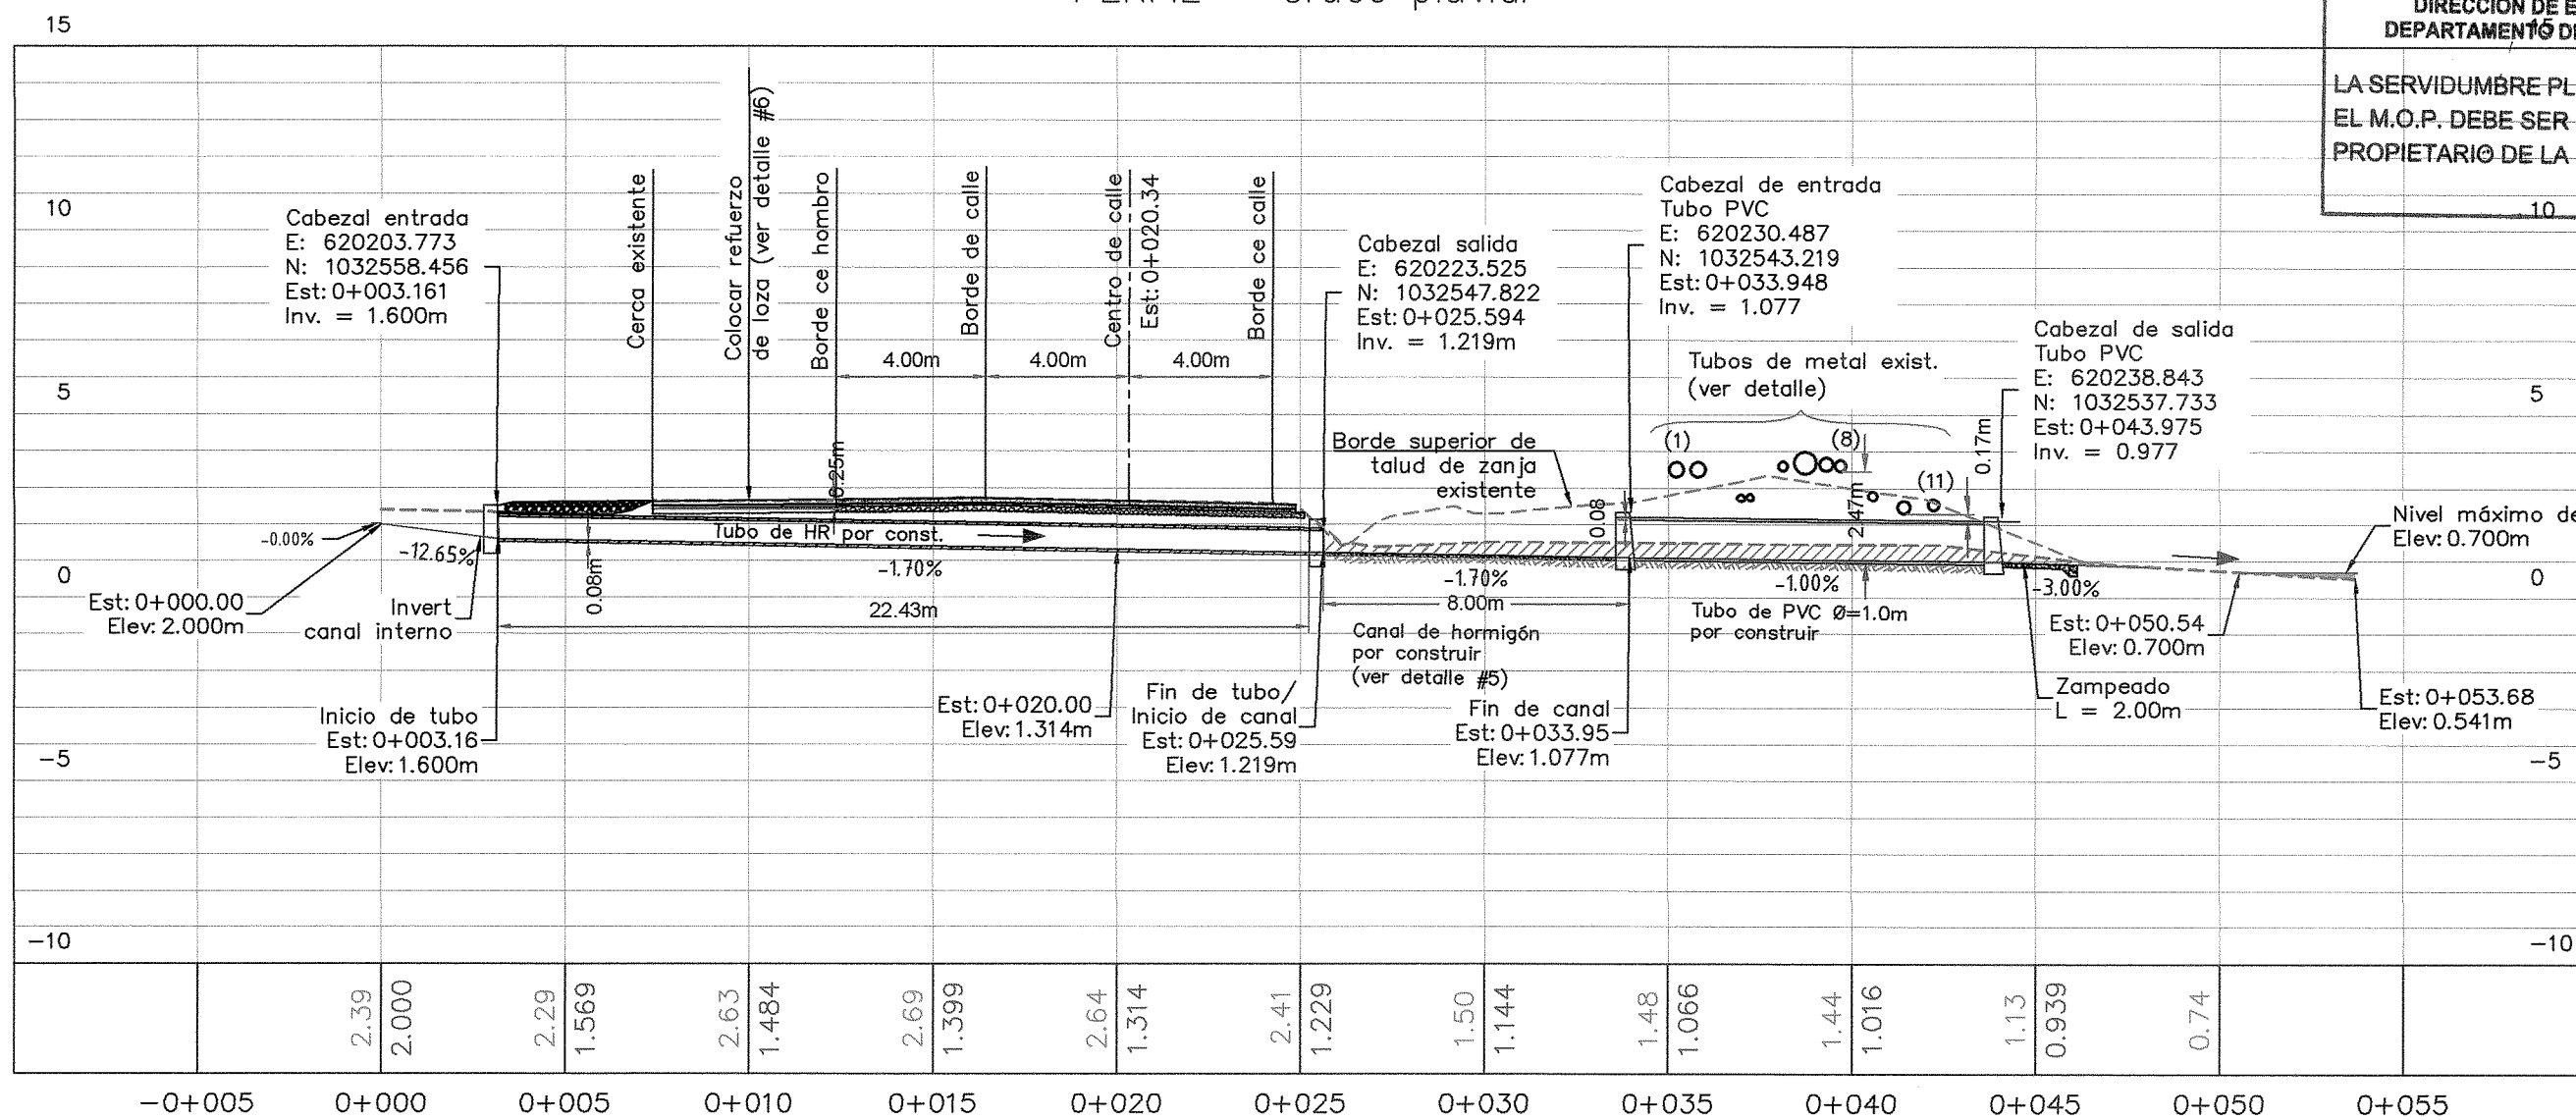 15
DEPARTAMENTO DE
15
LA SERVIDUMBRE PL
EL M.O.P. DEBE SER
PROPIETARIO DE LA
10
10
Cabezal entrada
E: 620203.773
N: 1032558.456
Est: 0+003.161
Inv. = 1.600m
Cerca existente
Colocar refuerzo
de loza (ver detalle #6)
Borde ce hombro
Borde de calle
Centro de calle
Est: 0+020.34
Borde ce calle
4.00m
4.00m
4.00m
Cabezal salida
E: 620223.525
N: 1032547.822
Est: 0+025.594
Inv. = 1.219m
Cabezal de entrada
Tubo PVC
E: 620230.487
N: 1032543.219
Est: 0+033.948
Inv. = 1.077
Cabezal de salida
Tubo PVC
E: 620238.843
N: 1032537.733
Est: 0+043.975
Inv. = 0.977
Tubos de metal exist.
(ver detalle)
5
5
(1)
(8)
(11)
0.17m
2.47m
0.08
Borde superior de
talud de zanja
existente
Tubo de HR por const.
-0.00%
-12.65%
0.08m
-1.70%
22.43m
-1.70%
8.00m
-1.00%
-3.00%
Nivel máximo de
Elev: 0.700m
0
0
Est: 0+000.00
Elev: 2.000m
Invert
canal interno
Canal de hormigón
por construir
(ver detalle #5)
Tubo de PVC Ø=1.0m
por construir
Est: 0+050.54
Elev: 0.700m
Inicio de tubo
Est: 0+003.16
Elev: 1.600m
Est: 0+020.00
Elev: 1.314m
Fin de tubo/
Inicio de canal
Est: 0+025.59
Elev: 1.219m
Fin de canal
Est: 0+033.95
Elev: 1.077m
Zampeado
L = 2.00m
Est: 0+053.68
Elev: 0.541m
-5
-5
-10
-10
2.39 2.000
2.29 1.569
2.63 1.484
2.69 1.399
2.64 1.314
2.41 1.229
1.50 1.144
1.48 1.066
1.44 1.016
1.13 0.939
0.74
-0+005 0+000 0+005 0+010 0+015 0+020 0+025 0+030 0+035 0+040 0+045 0+050 0+055